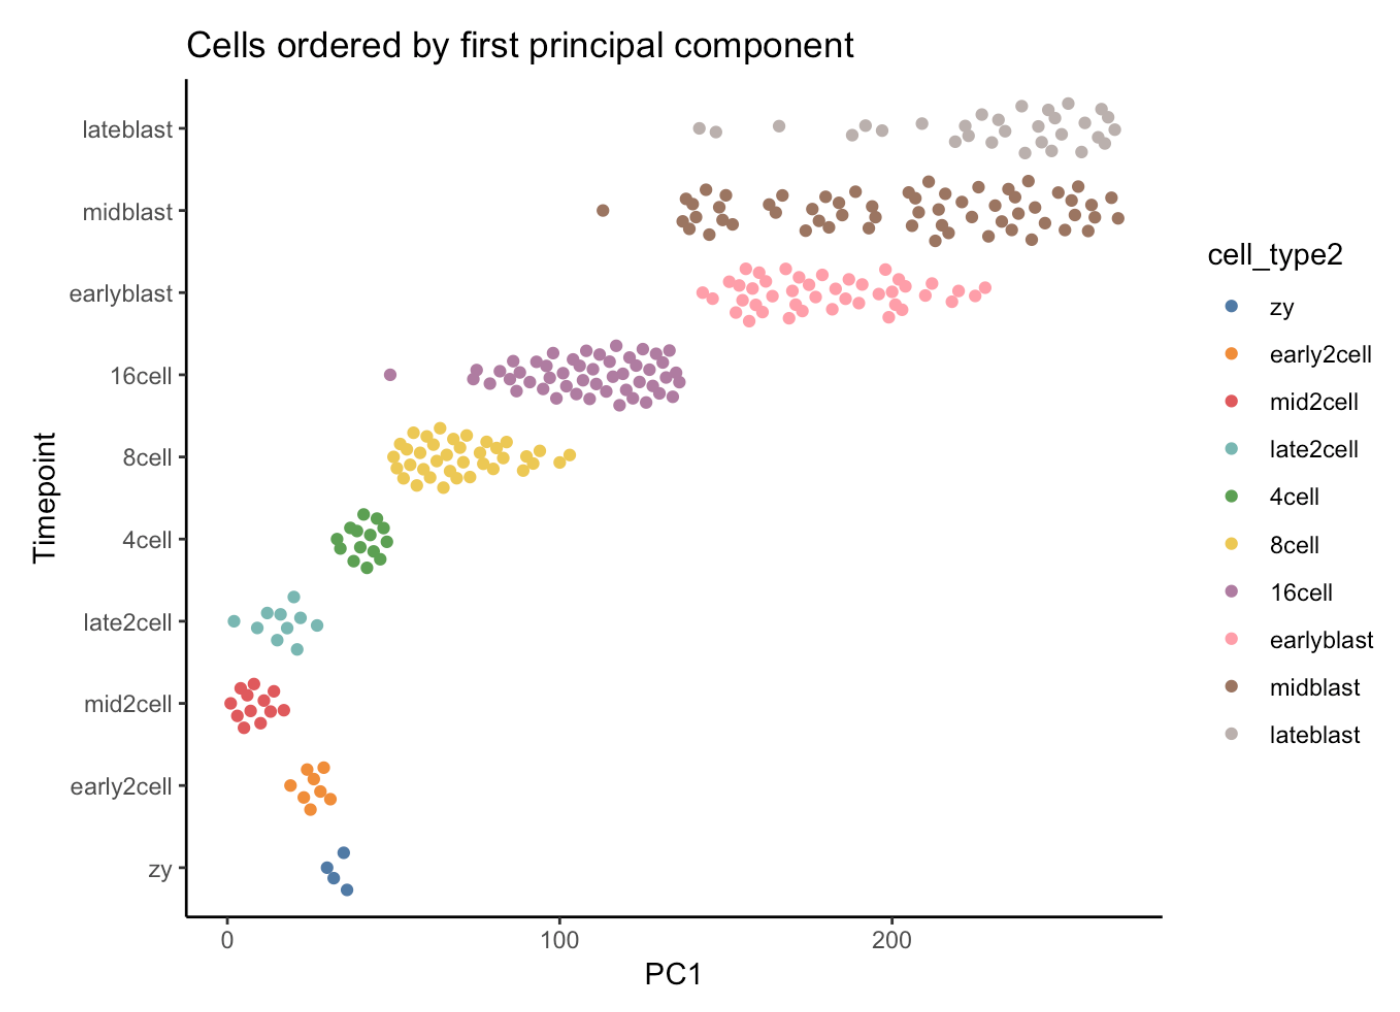 Cells ordered by first principal component
lateblast
midblast
earlyblast
16cell
8cell
4cell
late2cell
mid2cell
early2cell
zy
Timepoint
0
100
200
PC1
cell_type2
zy
early2cell
mid2cell
late2cell
4cell
8cell
16cell
earlyblast
midblast
lateblast